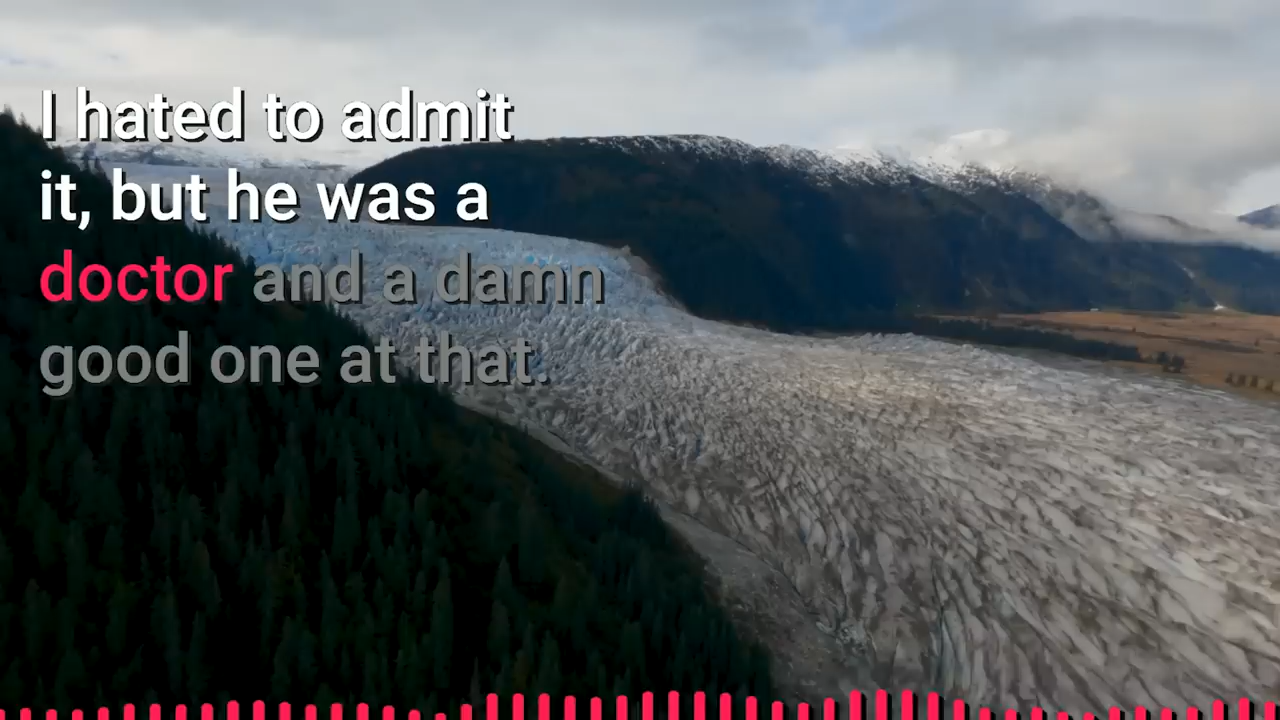 I hated to admit
it, but he was a
doctor and a damn
good one at that.